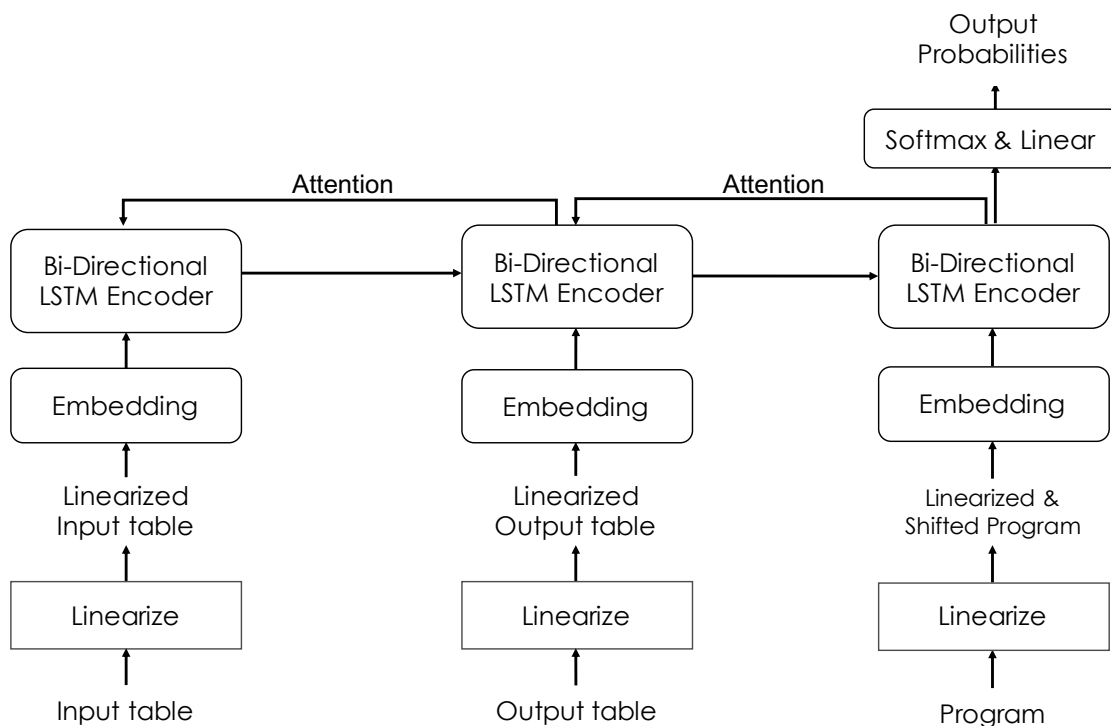 Output
Probabilities
Softmax & Linear
Attention
Attention
Bi-Directional
LSTM Encoder
Bi-Directional
LSTM Encoder
Bi-Directional
LSTM Encoder
Embedding
Embedding
Embedding
Linearized
Input table
Linearized
Output table
Linearized &
Shifted Program
Linearize
Linearize
Linearize
Input table
Output table
Program